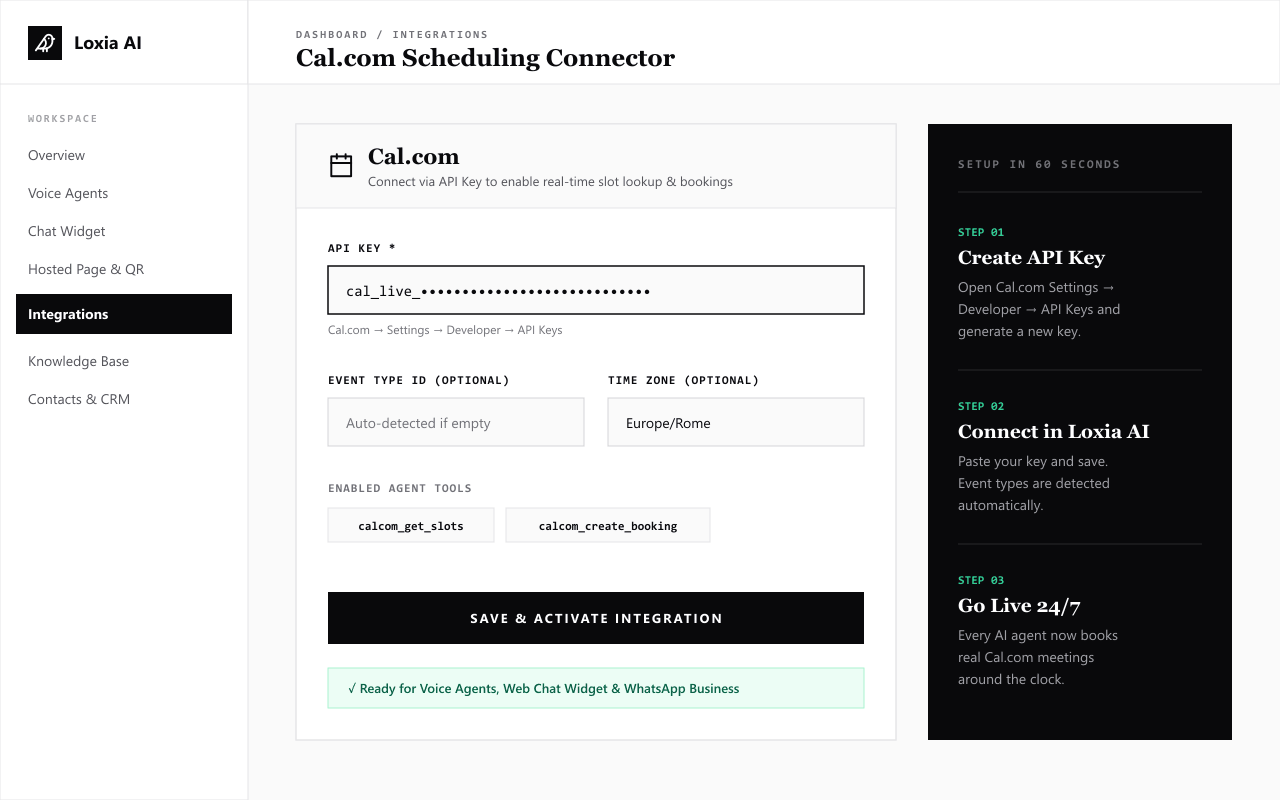 Loxia AI
DASHBOARD / INTEGRATIONS
Cal.com Scheduling Connector
WORKSPACE
Overview
Voice Agents
Chat Widget
Hosted Page & QR
Integrations
Knowledge Base
Contacts & CRM
Cal.com
Connect via API Key to enable real-time slot lookup & bookings
API KEY *
cal_live_••••••••••••••••••••••••••••
Cal.com → Settings → Developer → API Keys
EVENT TYPE ID (OPTIONAL)
Auto-detected if empty
TIME ZONE (OPTIONAL)
Europe/Rome
ENABLED AGENT TOOLS
calcom_get_slots
calcom_create_booking
SAVE & ACTIVATE INTEGRATION
✓ Ready for Voice Agents, Web Chat Widget & WhatsApp Business
SETUP IN 60 SECONDS
STEP 01
Create API Key
Open Cal.com Settings →
Developer → API Keys and
generate a new key.
STEP 02
Connect in Loxia AI
Paste your key and save.
Event types are detected
automatically.
STEP 03
Go Live 24/7
Every AI agent now books
real Cal.com meetings
around the clock.